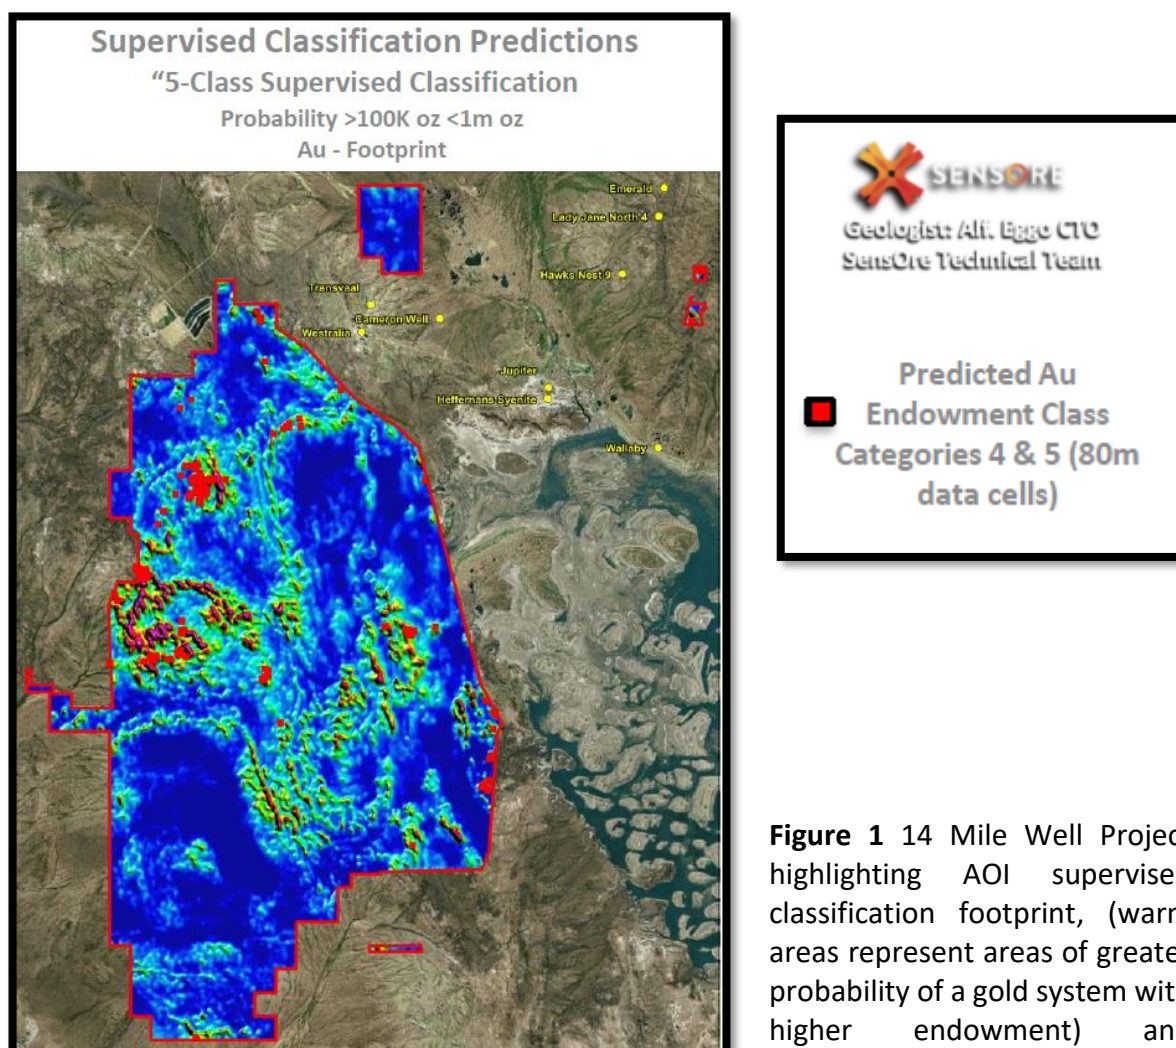 Supervised Classification Predictions
“5-Class Supervised Classification
Probability >100K oz <1m oz
Au - Footprint
Emerald
Lady Jane North 4
Hawks Nest 9
Transvaal
Cameron Well
Westralia
Jupiter
Heffernans Syenite
Wallaby
SENSORE
Geologist: Alf. Eggo CTO
SensOre Technical Team
Predicted Au
Endowment Class
Categories 4 & 5 (80m
data cells)
Figure 1 14 Mile Well Projec
highlighting AOI supervise
classification footprint, (warm
areas represent areas of greate
probability of a gold system wit
higher endowment) an